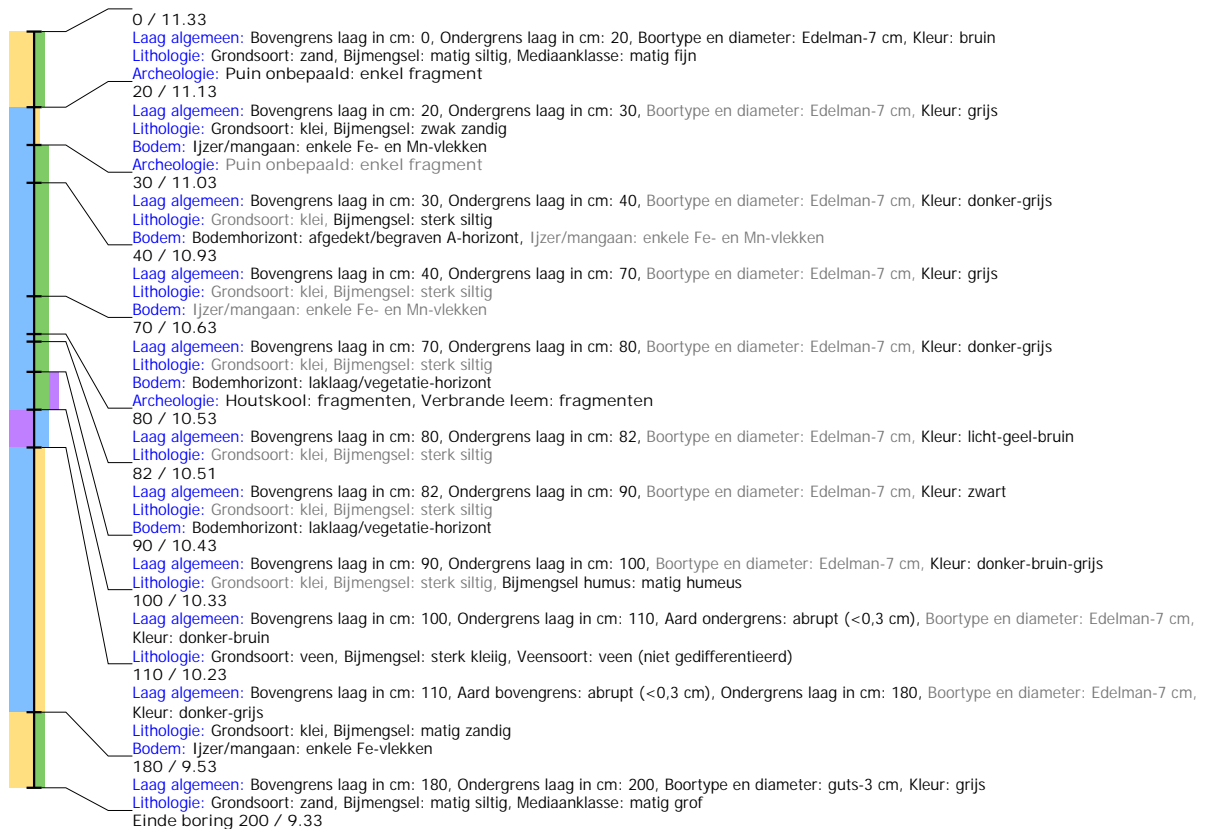 0 / 11.33
Laag algemeen: Bovengrens laag in cm: 0, Ondergrens laag in cm: 20, Boortype en diameter: Edelman-7 cm, Kleur: bruin
Lithologie: Grondsoort: zand, Bijmengsel: matig siltig, Mediaanklasse: matig fijn
Archeologie: Puin onbepaald: enkel fragment
20 / 11.13
Laag algemeen: Bovengrens laag in cm: 20, Ondergrens laag in cm: 30, Boortype en diameter: Edelman-7 cm, Kleur: grijs
Lithologie: Grondsoort: klei, Bijmengsel: zwak zandig
Bodem: Ijzer/mangaan: enkele Fe- en Mn-vlekken
Archeologie: Puin onbepaald: enkel fragment
30 / 11.03
Laag algemeen: Bovengrens laag in cm: 30, Ondergrens laag in cm: 40, Boortype en diameter: Edelman-7 cm, Kleur: donker-grijs
Lithologie: Grondsoort: klei, Bijmengsel: sterk siltig
Bodem: Bodemhorizont: afgedekt/begraven A-horizont, Ijzer/mangaan: enkele Fe- en Mn-vlekken
40 / 10.93
Laag algemeen: Bovengrens laag in cm: 40, Ondergrens laag in cm: 70, Boortype en diameter: Edelman-7 cm, Kleur: grijs
Lithologie: Grondsoort: klei, Bijmengsel: sterk siltig
Bodem: Ijzer/mangaan: enkele Fe- en Mn-vlekken
70 / 10.63
Laag algemeen: Bovengrens laag in cm: 70, Ondergrens laag in cm: 80, Boortype en diameter: Edelman-7 cm, Kleur: donker-grijs
Lithologie: Grondsoort: klei, Bijmengsel: sterk siltig
Bodem: Bodemhorizont: laklaag/vegetatie-horizont
Archeologie: Houtskool: fragmenten, Verbrande leem: fragmenten
80 / 10.53
Laag algemeen: Bovengrens laag in cm: 80, Ondergrens laag in cm: 82, Boortype en diameter: Edelman-7 cm, Kleur: licht-geel-bruin
Lithologie: Grondsoort: klei, Bijmengsel: sterk siltig
82 / 10.51
Laag algemeen: Bovengrens laag in cm: 82, Ondergrens laag in cm: 90, Boortype en diameter: Edelman-7 cm, Kleur: zwart
Lithologie: Grondsoort: klei, Bijmengsel: sterk siltig
Bodem: Bodemhorizont: laklaag/vegetatie-horizont
90 / 10.43
Laag algemeen: Bovengrens laag in cm: 90, Ondergrens laag in cm: 100, Boortype en diameter: Edelman-7 cm, Kleur: donker-bruin-grijs
Lithologie: Grondsoort: klei, Bijmengsel: sterk siltig, Bijmengsel humus: matig humeus
100 / 10.33
Laag algemeen: Bovengrens laag in cm: 100, Ondergrens laag in cm: 110, Aard ondergrens: abrupt (<0,3 cm), Boortype en diameter: Edelman-7 cm,
Kleur: donker-bruin
Lithologie: Grondsoort: veen, Bijmengsel: sterk kleiig, Veensoort: veen (niet gedifferentieerd)
110 / 10.23
Laag algemeen: Bovengrens laag in cm: 110, Aard bovengrens: abrupt (<0,3 cm), Ondergrens laag in cm: 180, Boortype en diameter: Edelman-7 cm,
Kleur: donker-grijs
Lithologie: Grondsoort: klei, Bijmengsel: matig zandig
Bodem: Ijzer/mangaan: enkele Fe-vlekken
180 / 9.53
Laag algemeen: Bovengrens laag in cm: 180, Ondergrens laag in cm: 200, Boortype en diameter: guts-3 cm, Kleur: grijs
Lithologie: Grondsoort: zand, Bijmengsel: matig siltig, Mediaanklasse: matig grof
Einde boring 200 / 9.33